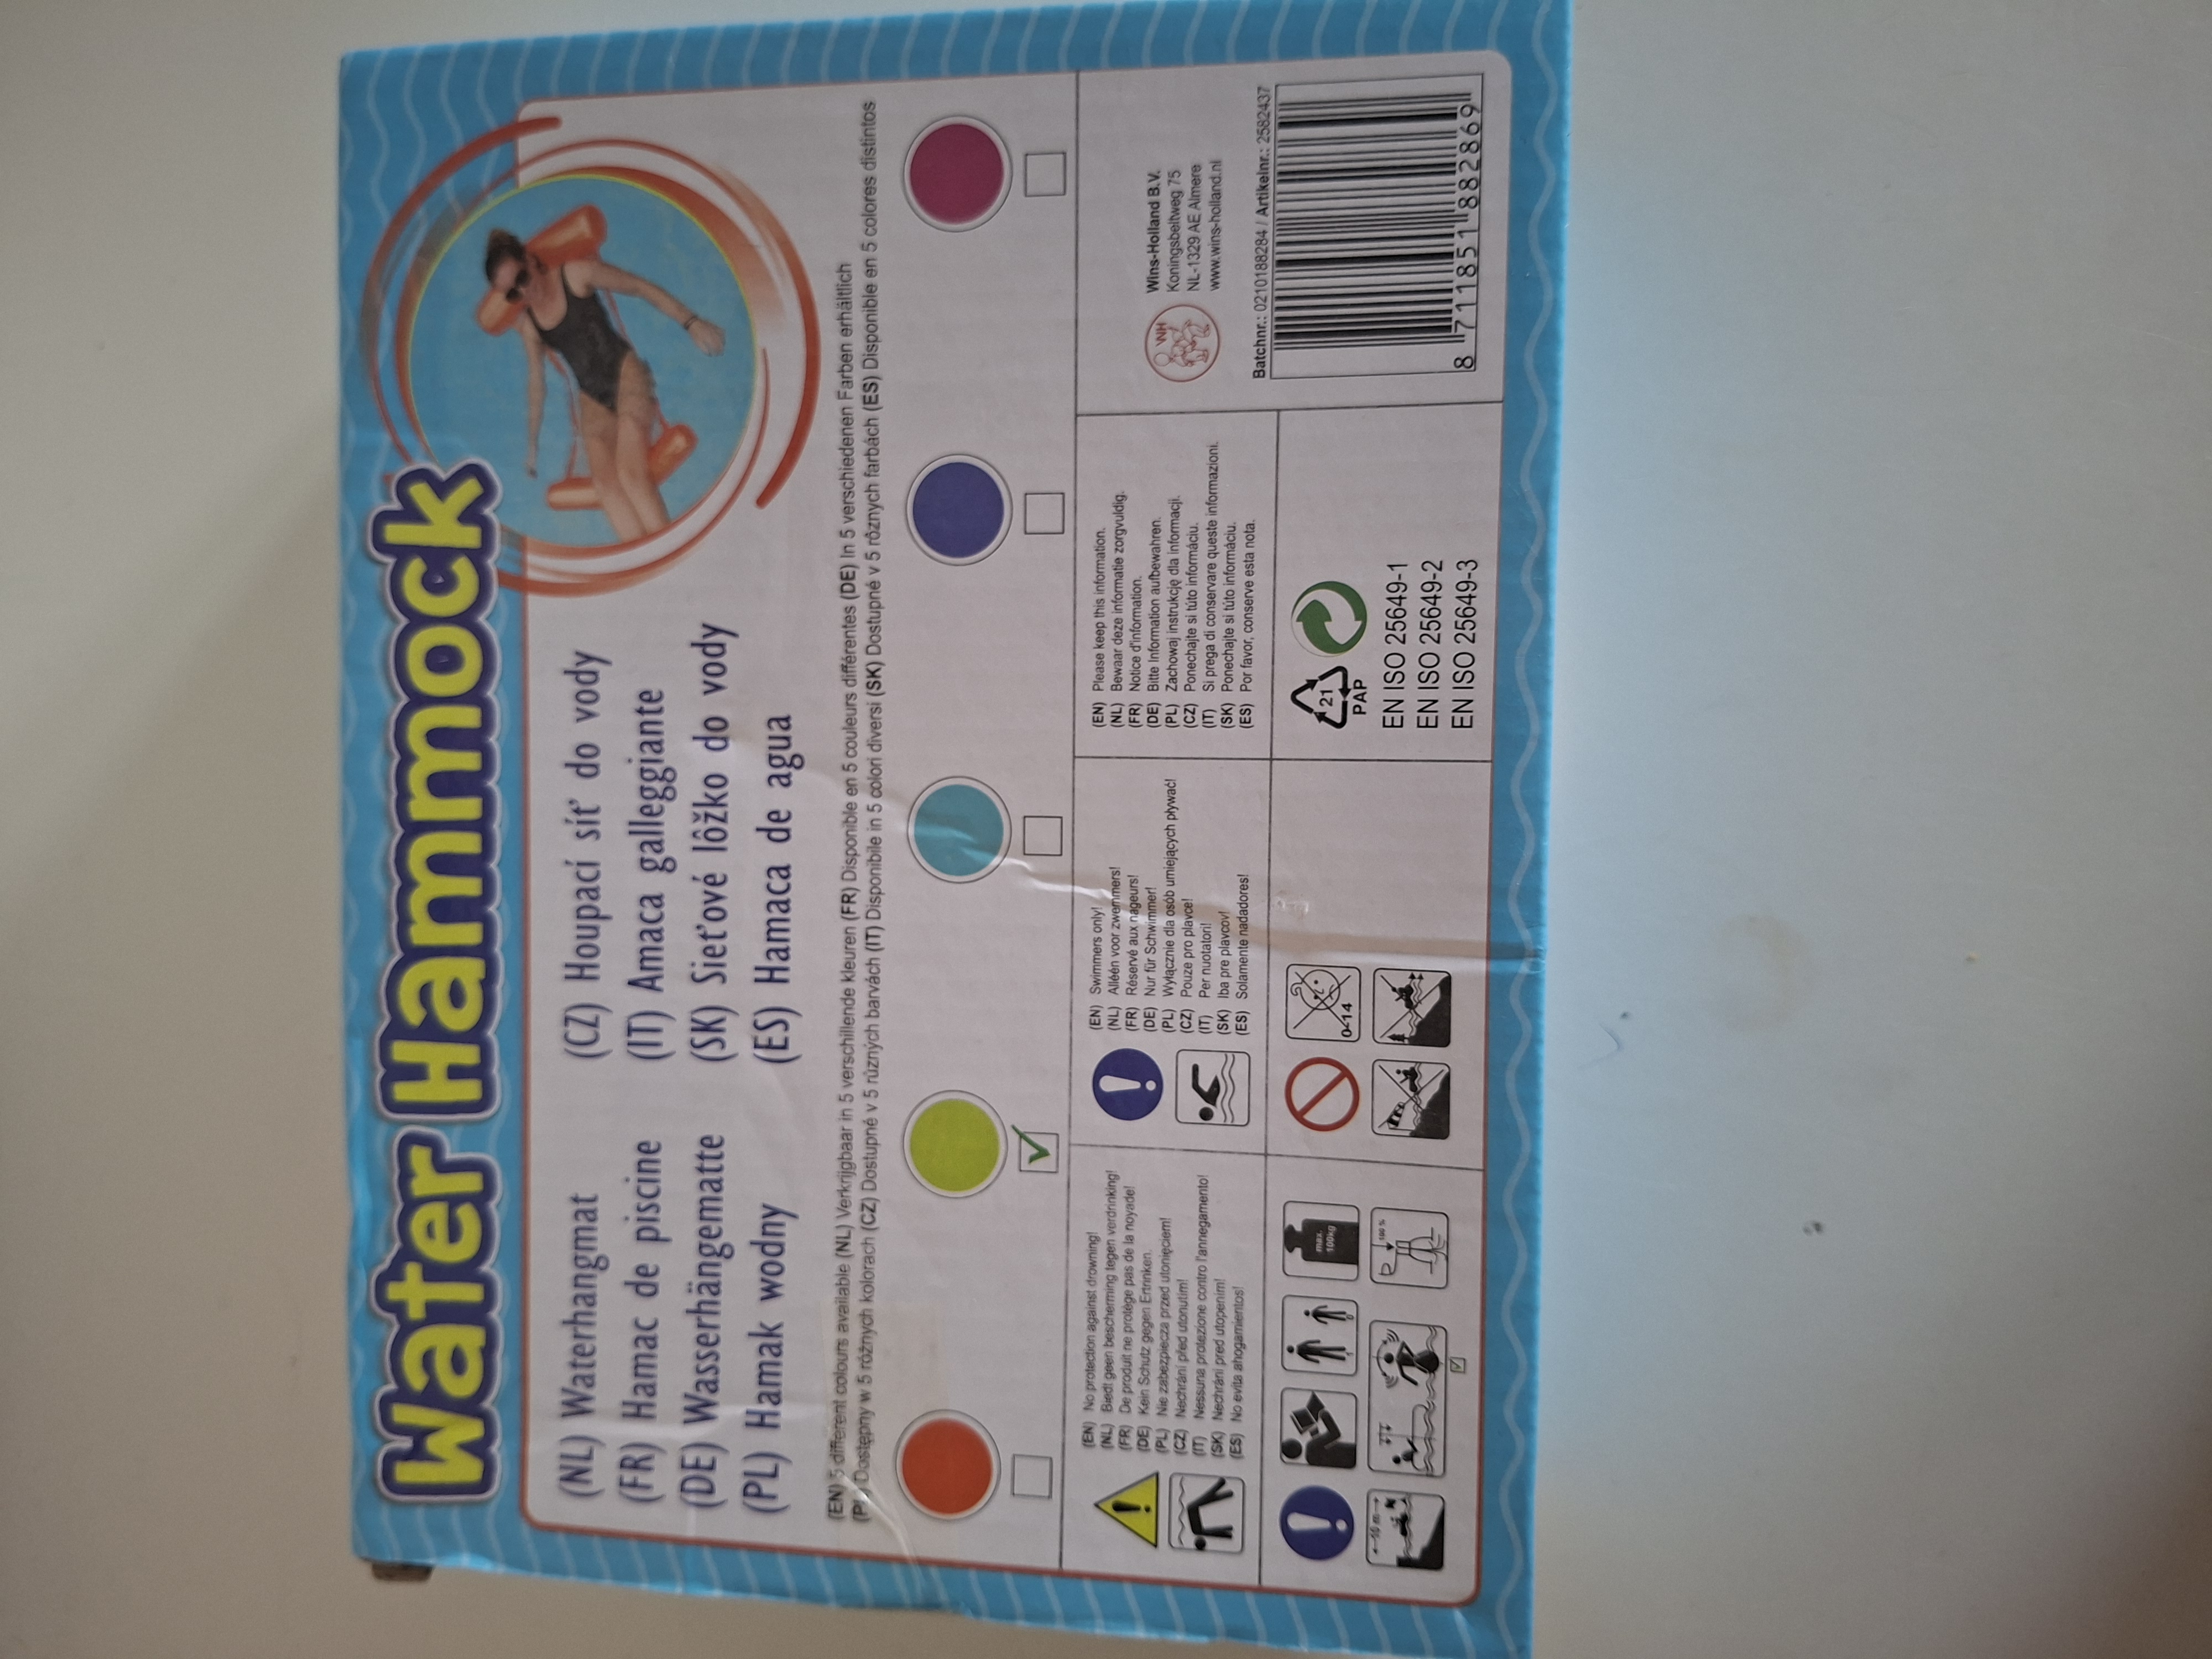 Water Hammock
(NL) Waterhangmat
(FR) Hamac de piscine
(DE) Wasserhängematte
(PL) Hamak wodny
(CZ) Houpací síť do vody
(IT) Amaca galleggiante
(SK) Sieťové lôžko do vody
(ES) Hamaca de agua
(EN) 5 different colours available (NL) Verkrijgbaar in 5 verschillende kleuren (FR) Disponible en 5 couleurs différentes (DE) In 5 verschiedenen Farben erhältlich
(PL) Dostępny w 5 różnych kolorach (CZ) Dostupné v 5 různých barvách (IT) Disponibile in 5 colori diversi (SK) Dostupné v 5 rôznych farbách (ES) Disponible en 5 colores distintos
(EN) No protection against drowning!
(NL) Biedt geen bescherming tegen verdrinking!
(FR) De produit ne protège pas de la noyade!
(DE) Kein Schutz gegen Ertrinken.
(PL) Nie zabezpiecza przed utonięciem!
(CZ) Nechrání před utonutím!
(IT) Nessuna protezione contro l'annegamento!
(SK) Nechráni pred utopením!
(ES) No evita ahogamientos!
(EN) Swimmers only!
(NL) Alléén voor zwemmers!
(FR) Réservé aux nageurs!
(DE) Nur für Schwimmer!
(PL) Wyłącznie dla osób umiejących pływać!
(CZ) Pouze pro plavce!
(IT) Per nuotatori!
(SK) Iba pre plavcov!
(ES) Solamente nadadores!
(EN) Please keep this information.
(NL) Bewaar deze informatie zorgvuldig.
(FR) Notice d'information.
(DE) Bitte Information aufbewahren.
(PL) Zachowaj instrukcję dla informacji.
(CZ) Ponechajte si túto informáciu.
(IT) Si prega di conservare queste informazioni.
(SK) Ponechajte si túto informáciu.
(ES) Por favor, conserve esta nota.
WH
Wins-Holland B.V.
Koningsbeltweg 75
NL-1329 AE Almere
www.wins-holland.nl
Batchnr.: 0210188284 / Artikelnr.: 2582437
8 711851 882869
max.
100kg
10 m
100 %
0-14
21
PAP
EN ISO 25649-1
EN ISO 25649-2
EN ISO 25649-3